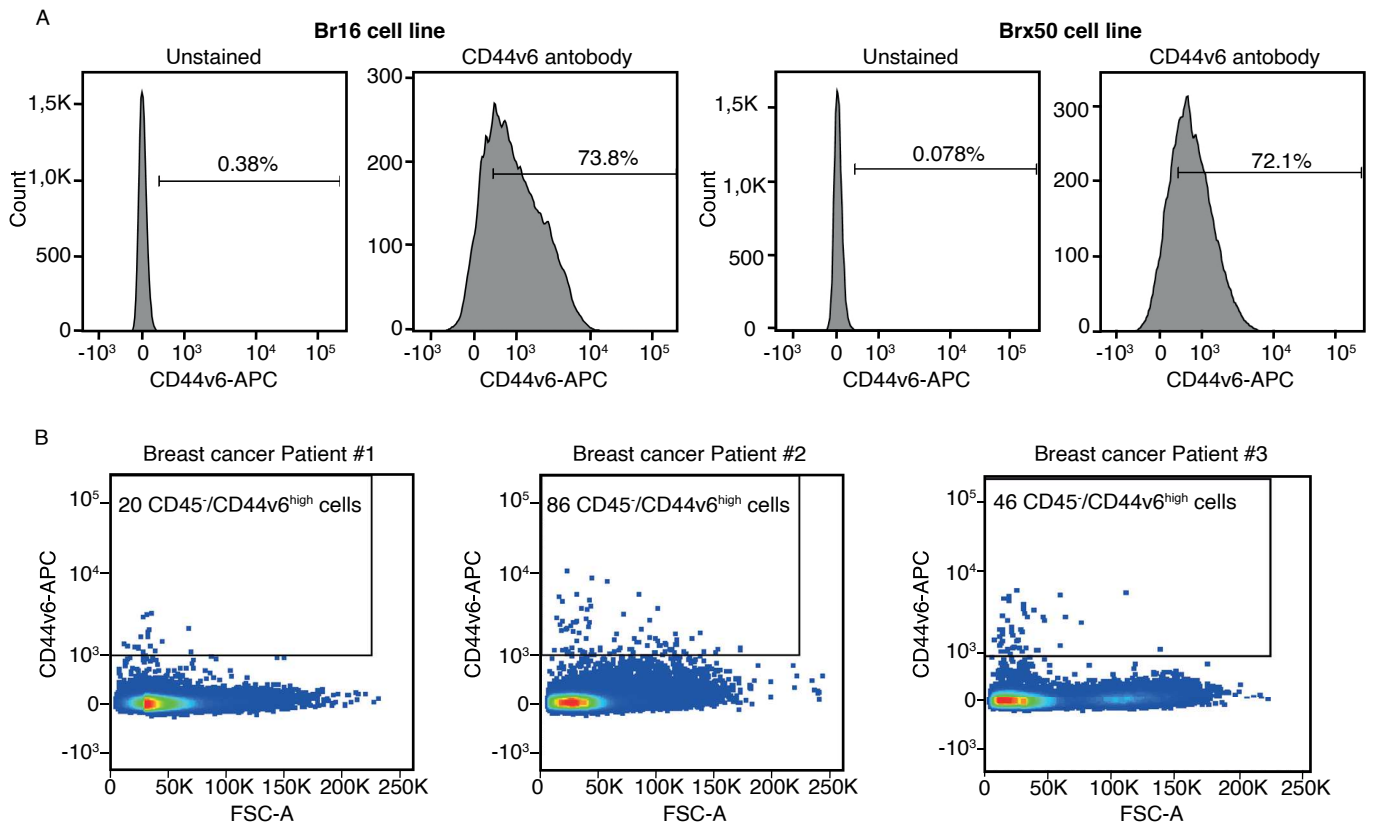 A
Br16 cell line
Brx50 cell line
Unstained
CD44v6 antobody
Unstained
CD44v6 antobody
Count
1,5K
1,0K
500
0
0.38%
-10³ 0 10³ 10⁴ 10⁵
CD44v6-APC
300
200
100
0
73.8%
-10³ 0 10³ 10⁴ 10⁵
CD44v6-APC
Count
1,5K
1,0K
500
0
0.078%
-10³ 0 10³ 10⁴ 10⁵
CD44v6-APC
300
200
100
0
72.1%
-10³ 0 10³ 10⁴ 10⁵
CD44v6-APC
B
Breast cancer Patient #1
CD44v6-APC
10⁵
10⁴
10³
0
-10³
20 CD45⁻/CD44v6ʰⁱᵍʰ cells
0 50K 100K 150K 200K 250K
FSC-A
Breast cancer Patient #2
CD44v6-APC
10⁵
10⁴
10³
0
-10³
86 CD45⁻/CD44v6ʰⁱᵍʰ cells
0 50K 100K 150K 200K 250K
FSC-A
Breast cancer Patient #3
CD44v6-APC
10⁵
10⁴
10³
0
-10³
46 CD45⁻/CD44v6ʰⁱᵍʰ cells
0 50K 100K 150K 200K 250K
FSC-A